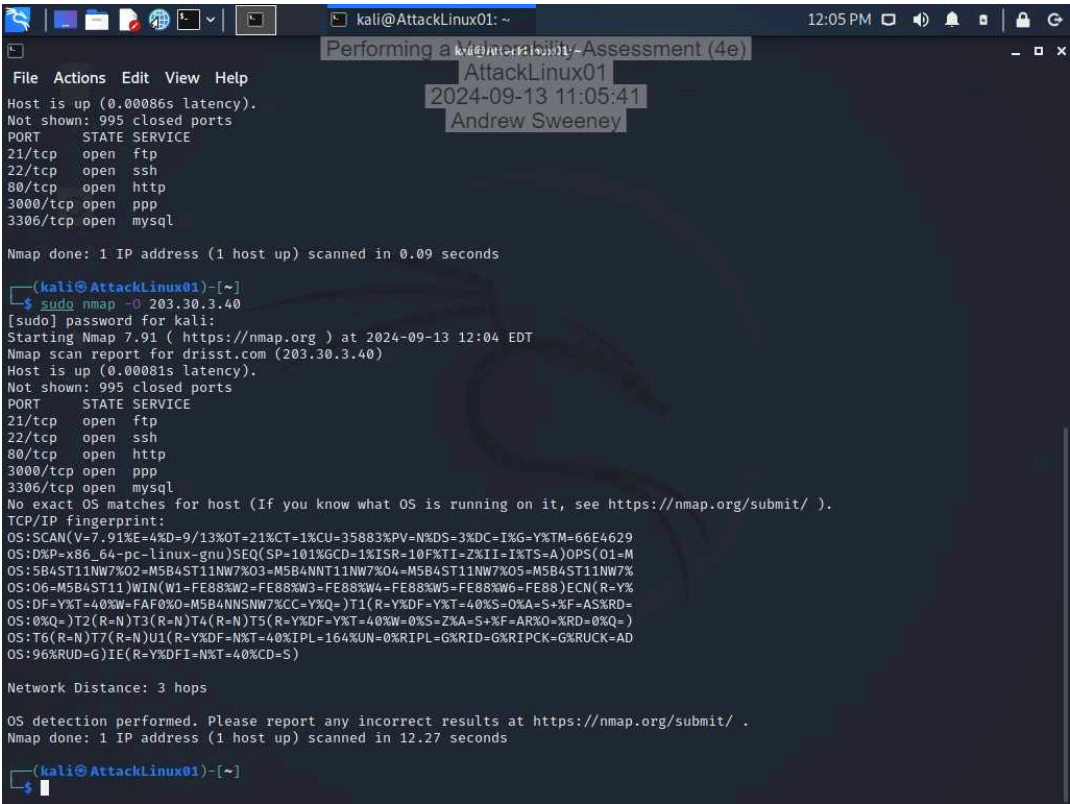 kali@AttackLinux01: ~
12:05 PM
Performing a Vulnerability Assessment (4e)
AttackLinux01
2024-09-13 11:05:41
Andrew Sweeney
File Actions Edit View Help
Host is up (0.00086s latency).
Not shown: 995 closed ports
PORT STATE SERVICE
21/tcp open ftp
22/tcp open ssh
80/tcp open http
3000/tcp open ppp
3306/tcp open mysql
Nmap done: 1 IP address (1 host up) scanned in 0.09 seconds
(kali㉿AttackLinux01)-[~]
$ sudo nmap -O 203.30.3.40
[sudo] password for kali:
Starting Nmap 7.91 ( https://nmap.org ) at 2024-09-13 12:04 EDT
Nmap scan report for drisst.com (203.30.3.40)
Host is up (0.00081s latency).
Not shown: 995 closed ports
PORT STATE SERVICE
21/tcp open ftp
22/tcp open ssh
80/tcp open http
3000/tcp open ppp
3306/tcp open mysql
No exact OS matches for host (If you know what OS is running on it, see https://nmap.org/submit/ ).
TCP/IP fingerprint:
OS:SCAN(V=7.91%E=4%D=9/13%OT=21%CT=1%CU=35883%PV=N%DS=3%DC=I%G=Y%TM=66E4629
OS:D%P=x86_64-pc-linux-gnu)SEQ(SP=101%GCD=1%ISR=10F%TI=Z%II=I%TS=A)OPS(O1=M
OS:5B4ST11NW7%O2=M5B4ST11NW7%O3=M5B4NNT11NW7%O4=M5B4ST11NW7%O5=M5B4ST11NW7%
OS:O6=M5B4ST11)WIN(W1=FE88%W2=FE88%W3=FE88%W4=FE88%W5=FE88%W6=FE88)ECN(R=Y%
OS:DF=Y%T=40%W=FAF0%O=M5B4NNSNW7%CC=Y%Q=)T1(R=Y%DF=Y%T=40%S=O%A=S+%F=AS%RD=
OS:0%Q=)T2(R=N)T3(R=N)T4(R=N)T5(R=Y%DF=Y%T=40%W=0%S=Z%A=S+%F=AR%O=%RD=0%Q=)
OS:T6(R=N)T7(R=N)U1(R=Y%DF=N%T=40%IPL=164%UN=0%RIPL=G%RID=G%RIPCK=G%RUCK=AD
OS:96%RUD=G)IE(R=Y%DFI=N%T=40%CD=S)
Network Distance: 3 hops
OS detection performed. Please report any incorrect results at https://nmap.org/submit/ .
Nmap done: 1 IP address (1 host up) scanned in 12.27 seconds
(kali㉿AttackLinux01)-[~]
$